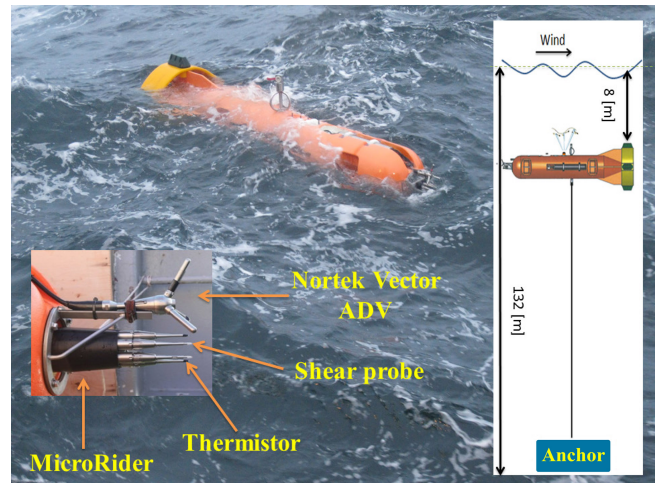 Wind
8 [m]
132 [m]
Nortek Vector
ADV
Shear probe
Thermistor
MicroRider
Anchor